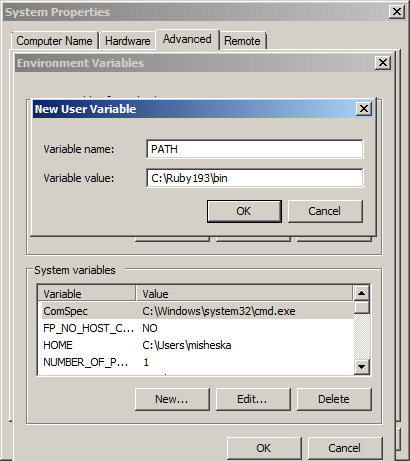 System Properties
Computer Name Hardware Advanced Remote
Environment Variables
New User Variable
Variable name: PATH
Variable value: C:\Ruby193\bin
OK Cancel
System variables
Variable Value
ComSpec C:\Windows\system32\cmd.exe
FP_NO_HOST_C... NO
HOME C:\Users\misheska
NUMBER_OF_P... 1
New... Edit... Delete
OK Cancel